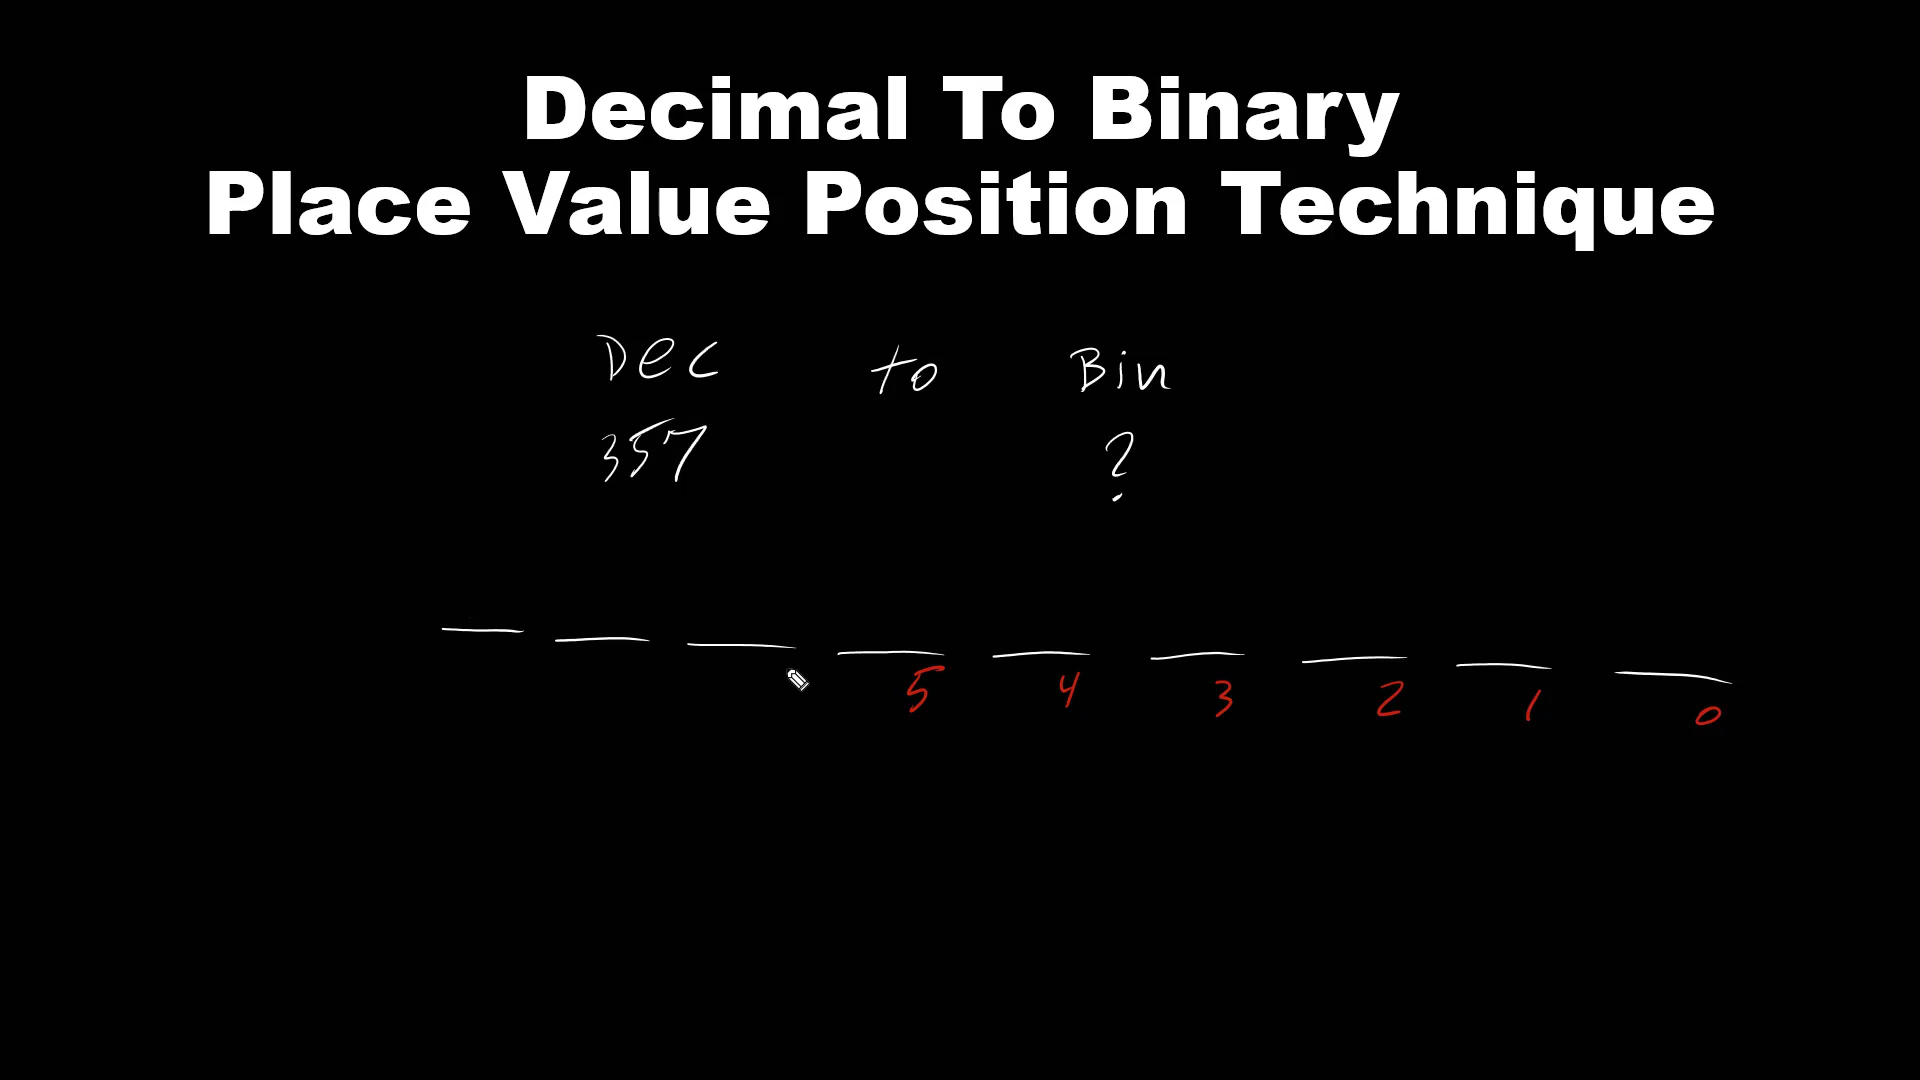 Decimal To Binary
Place Value Position Technique
Dec to Bin
357 ?
5 4 3 2 1 0